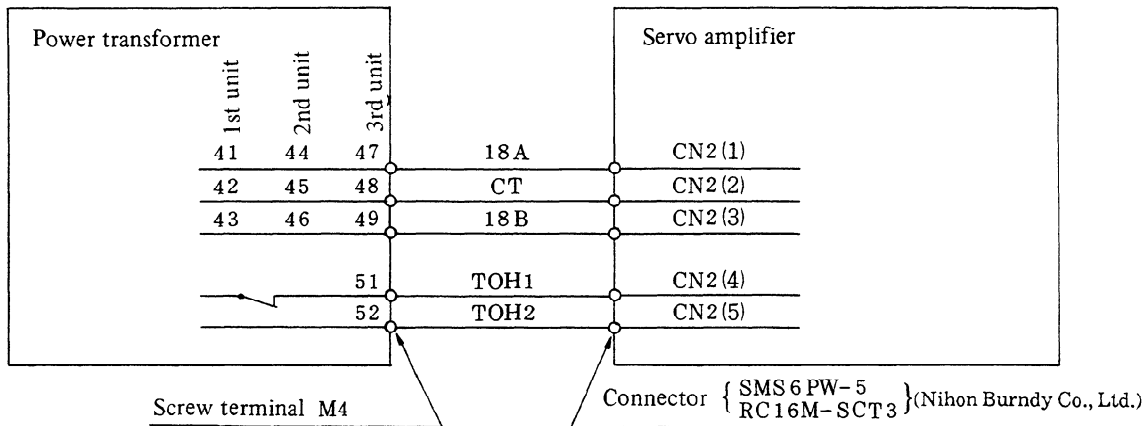 Power transformer
Servo amplifier
1st unit
2nd unit
3rd unit
41 44 47 18A CN2(1)
42 45 48 CT CN2(2)
43 46 49 18B CN2(3)
51 TOH1 CN2(4)
52 TOH2 CN2(5)
Screw terminal M4
Connector { SMS6PW-5
RC16M-SCT3 } (Nihon Burndy Co., Ltd.)